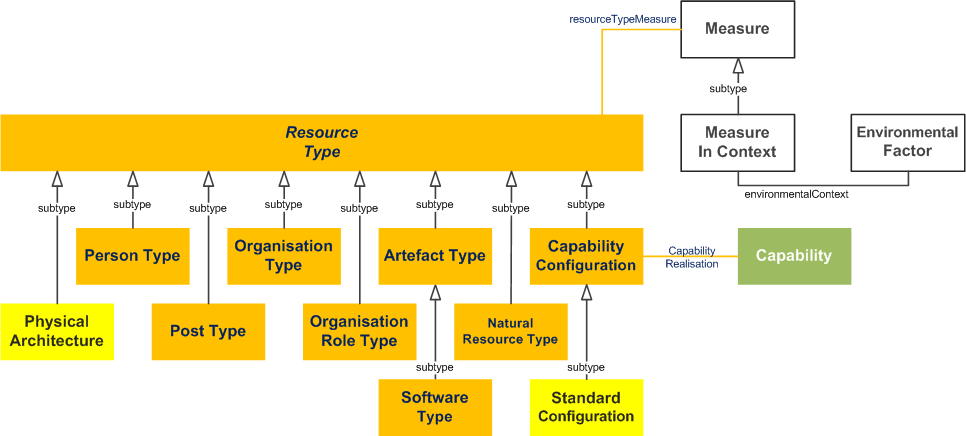 resourceTypeMeasure
Measure
subtype
Resource
Type
Measure
In Context
Environmental
Factor
environmentalContext
subtype
subtype
subtype
subtype
subtype
subtype
subtype
subtype
Person Type
Organisation
Type
Artefact Type
Capability
Configuration
Capability
Realisation
Capability
Physical
Architecture
Post Type
Organisation
Role Type
Natural
Resource Type
subtype
subtype
Software
Type
Standard
Configuration